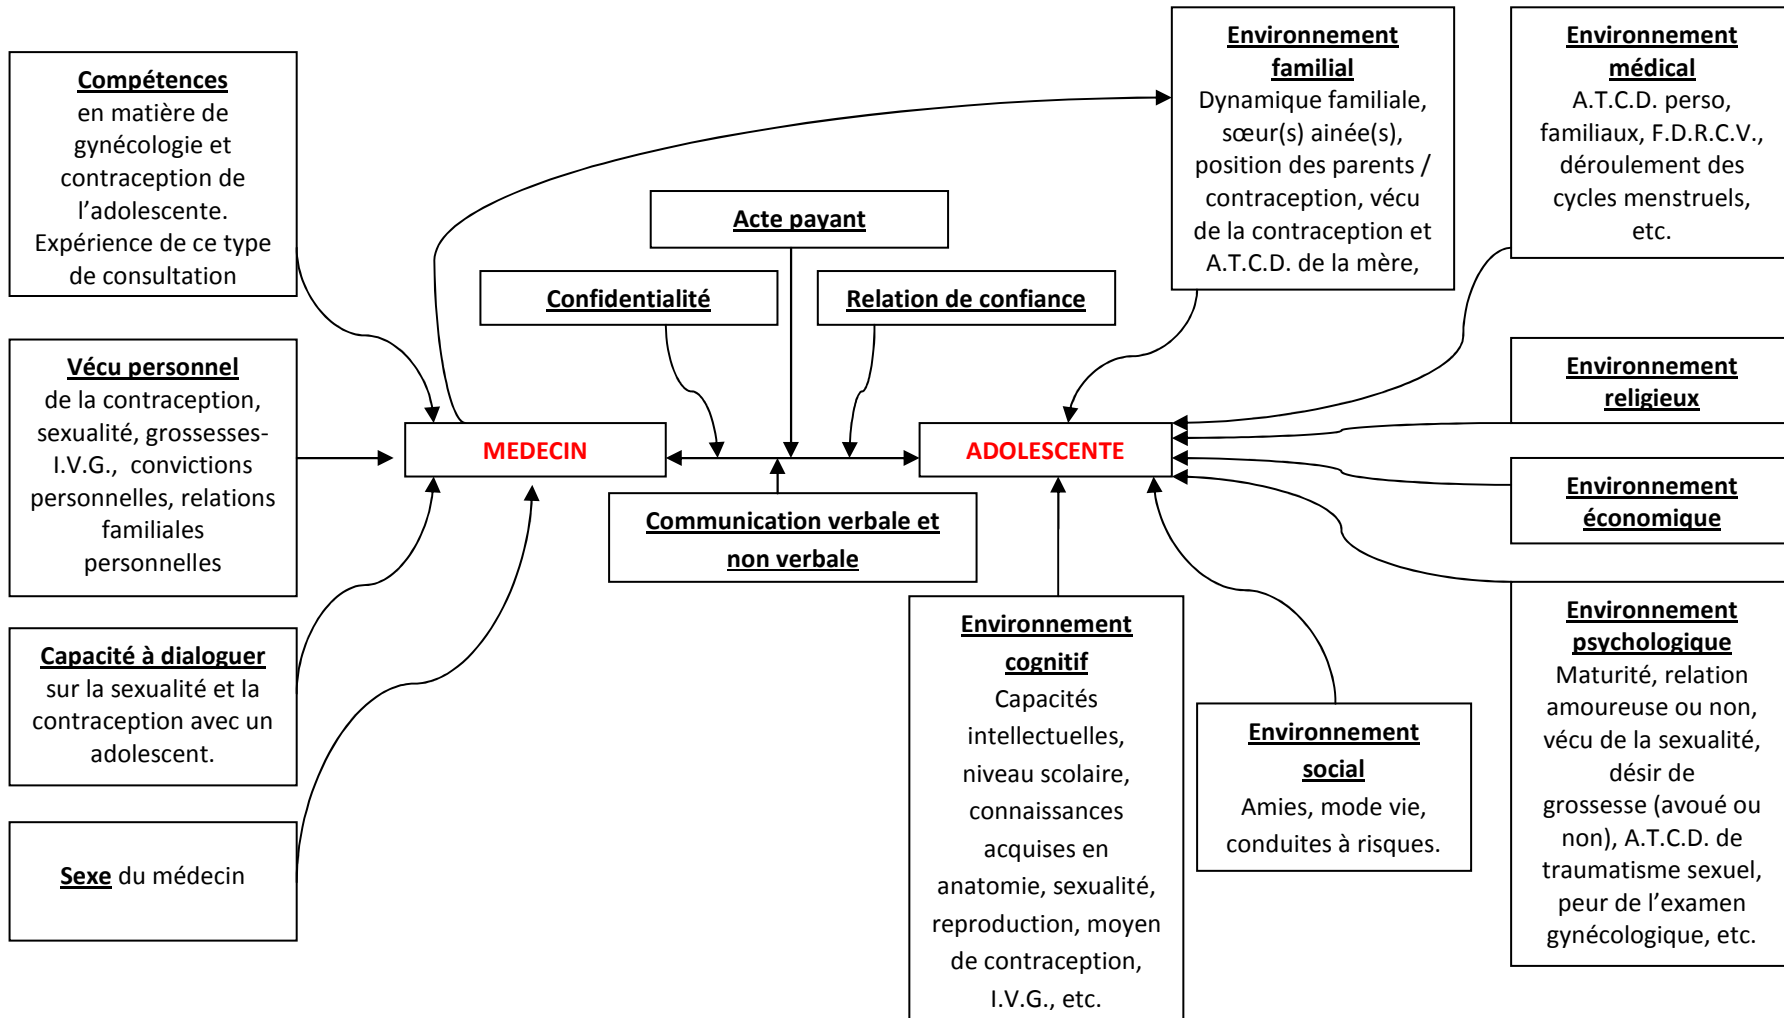 Compétences
en matière de
gynécologie et
contraception de
l’adolescente.
Expérience de ce type
de consultation
Vécu personnel
de la contraception,
sexualité, grossesses-
I.V.G., convictions
personnelles, relations
familiales
personnelles
Capacité à dialoguer
sur la sexualité et la
contraception avec un
adolescent.
Sexe du médecin
MEDECIN
Acte payant
Confidentialité
Relation de confiance
Communication verbale et
non verbale
ADOLESCENTE
Environnement
familial
Dynamique familiale,
sœur(s) ainée(s),
position des parents /
contraception, vécu
de la contraception et
A.T.C.D. de la mère,
Environnement
médical
A.T.C.D. perso,
familiaux, F.D.R.C.V.,
déroulement des
cycles menstruels,
etc.
Environnement
religieux
Environnement
économique
Environnement
cognitif
Capacités
intellectuelles,
niveau scolaire,
connaissances
acquises en
anatomie, sexualité,
reproduction, moyen
de contraception,
I.V.G., etc.
Environnement
social
Amies, mode vie,
conduites à risques.
Environnement
psychologique
Maturité, relation
amoureuse ou non,
vécu de la sexualité,
désir de
grossesse (avoué ou
non), A.T.C.D. de
traumatisme sexuel,
peur de l’examen
gynécologique, etc.